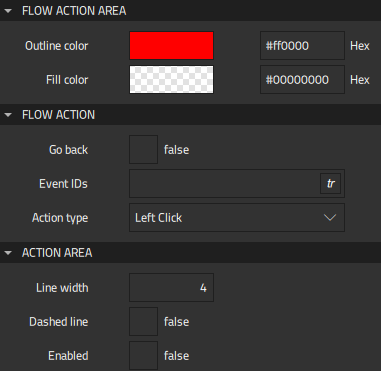 FLOW ACTION AREA
Outline color #ff0000 Hex
Fill color #00000000 Hex
FLOW ACTION
Go back false
Event IDs tr
Action type Left Click
ACTION AREA
Line width 4
Dashed line false
Enabled false